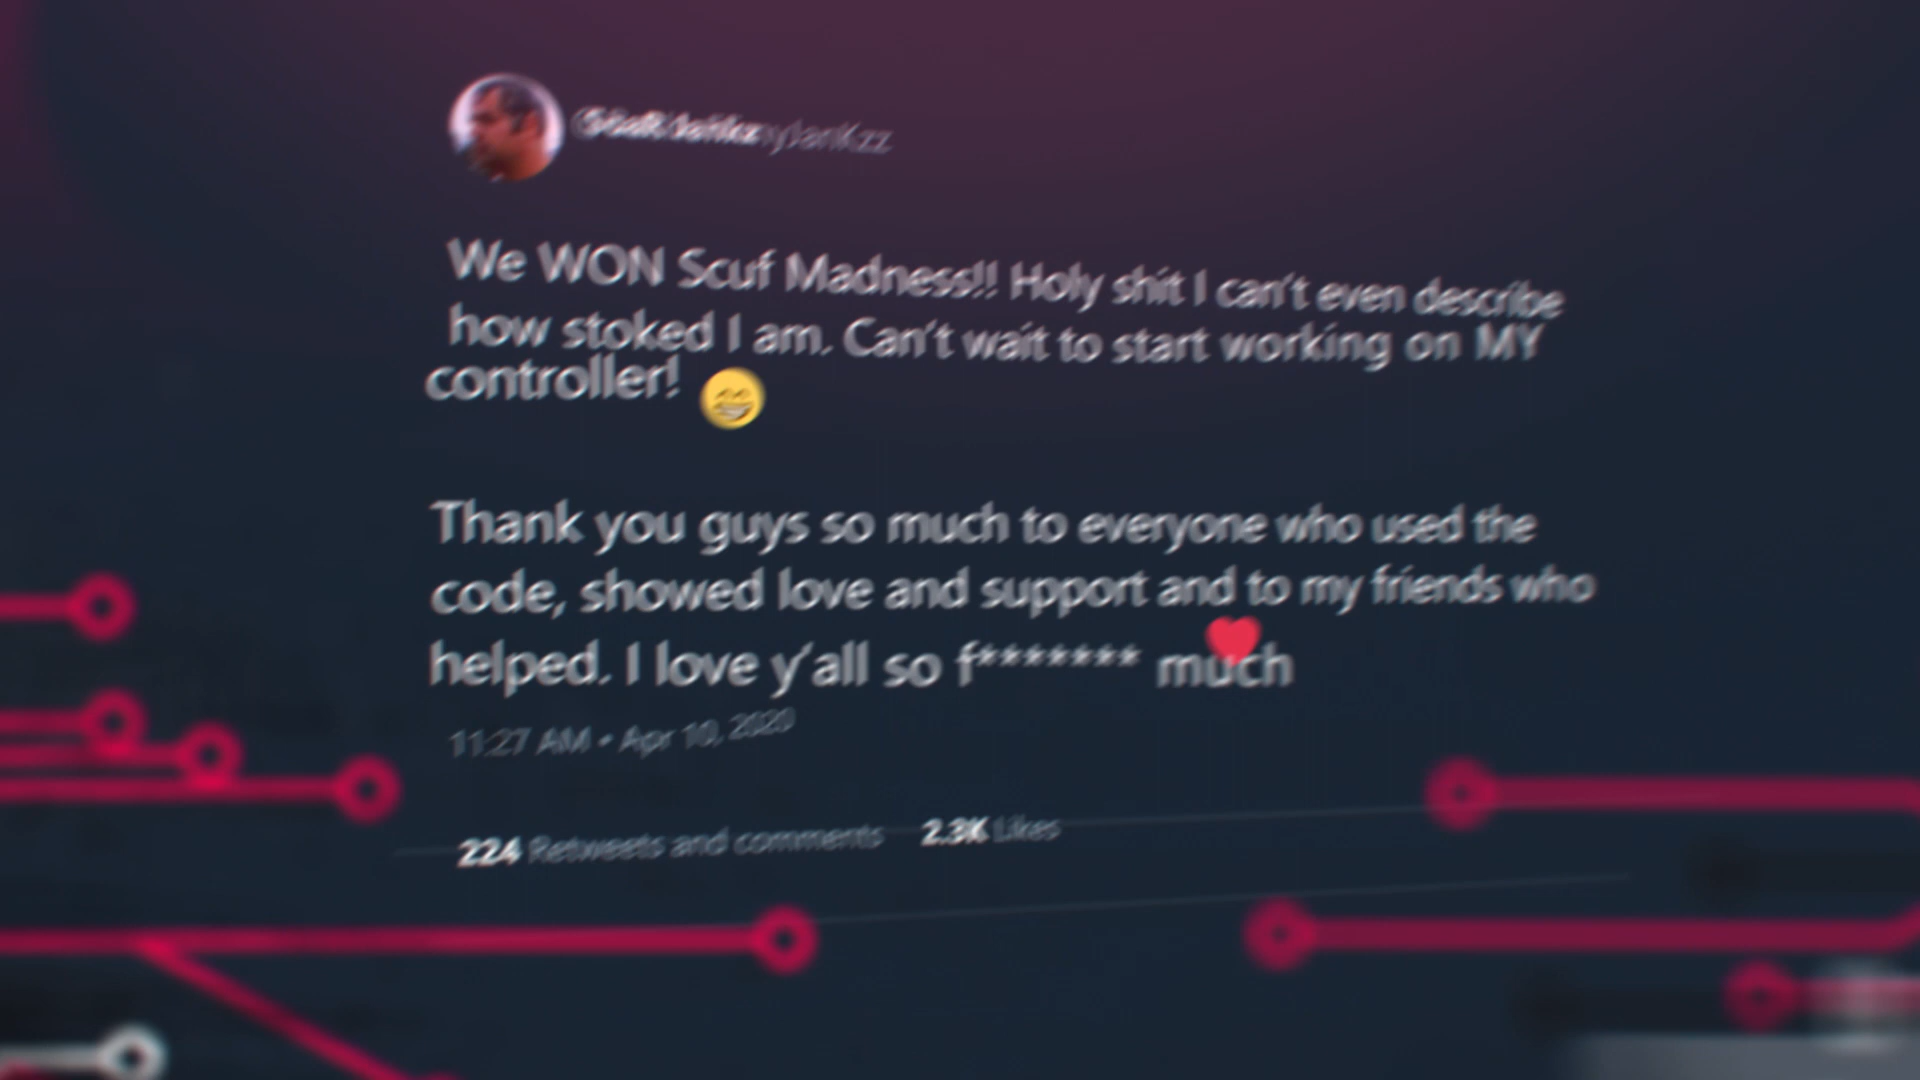 We WON Scuf Madness!! Holy shit I can't even describe
how stoked I am. Can't wait to start working on MY
controller!
Thank you guys so much to everyone who used the
code, showed love and support and to my friends who
helped. I love y'all so f******* much
11:27 AM • Apr 10, 2020
224 Retweets and comments 2.3K Likes